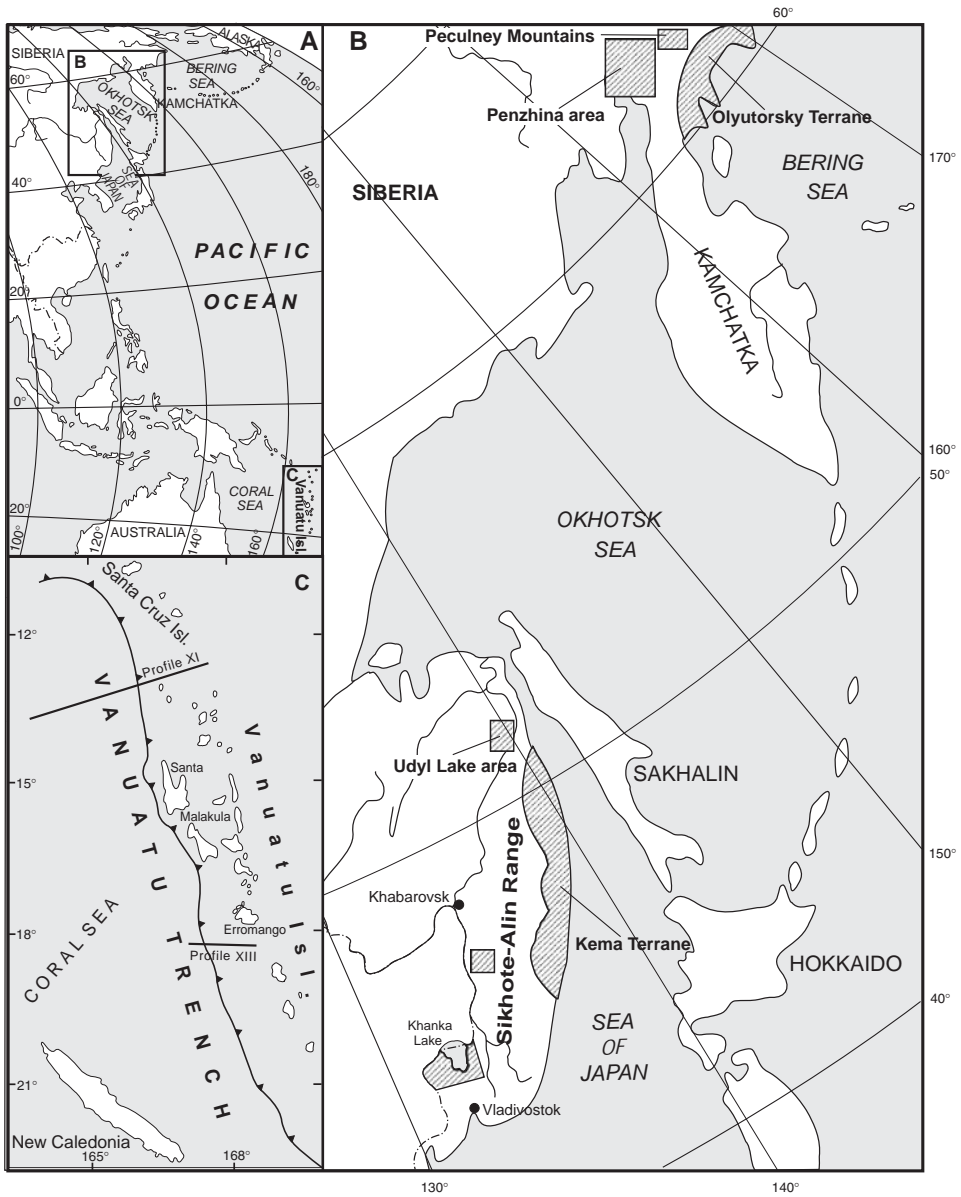 A
SIBERIA
ALASKA
B
60°
BERING
SEA
160°
OKHOTSK
SEA
KAMCHATKA
SEA
OF
JAPAN
40°
180°
PACIFIC
20°
OCEAN
0°
C
CORAL
SEA
Vanuatu Isl.
20°
AUSTRALIA
100°
120°
140°
160°
B
60°
Peculney Mountains
Penzhina area
Olyutorsky Terrane
BERING
SEA
170°
SIBERIA
KAMCHATKA
160°
50°
OKHOTSK
SEA
Udyl Lake area
SAKHALIN
150°
Khabarovsk
Sikhote-Alin Range
Kema Terrane
HOKKAIDO
40°
Khanka
Lake
SEA
OF
JAPAN
Vladivostok
130°
140°
C
Santa Cruz Isl.
12°
Profile XI
VANUATU TRENCH
Vanuatu Isl.
Santa
15°
Malakula
CORAL SEA
18°
Erromango
Profile XIII
21°
New Caledonia
165°
168°